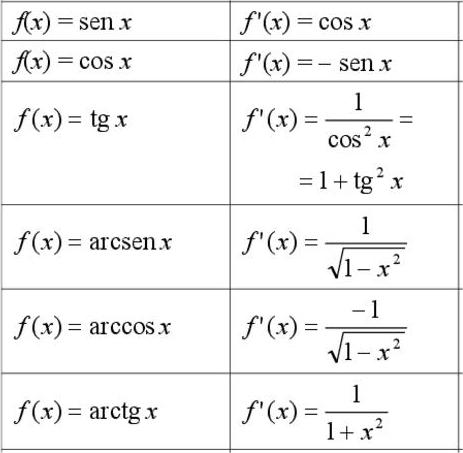 f(x) = sen x   f'(x) = cos x
f(x) = cos x   f'(x) = − sen x
f(x) = tg x   f'(x) = 1/cos² x =
= 1 + tg² x
f(x) = arcsen x   f'(x) = 1/√(1 − x²)
f(x) = arccos x   f'(x) = −1/√(1 − x²)
f(x) = arctg x   f'(x) = 1/(1 + x²)